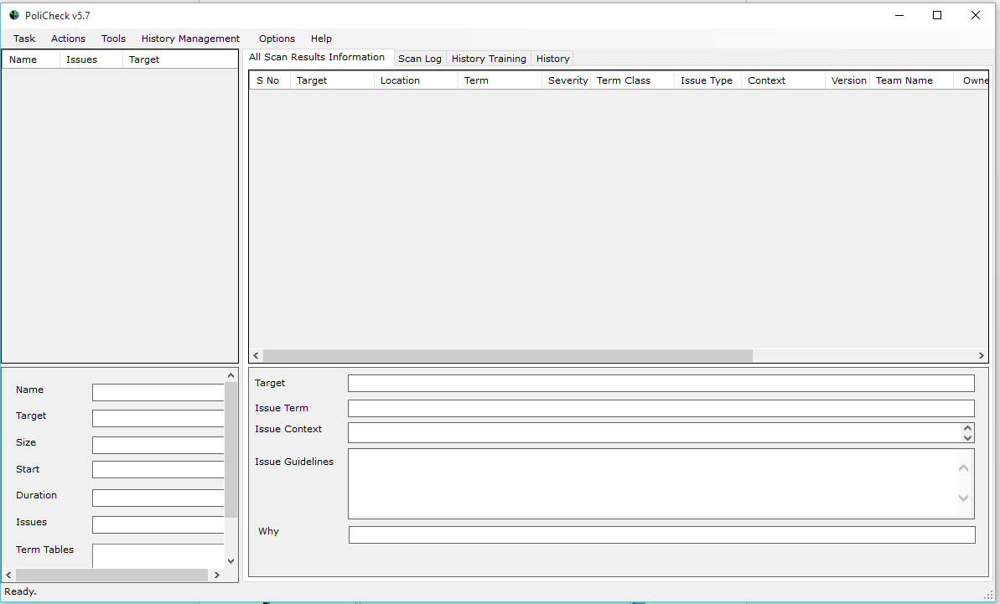 PoliCheck v5.7
Task Actions Tools History Management Options Help
Name Issues Target
All Scan Results Information Scan Log History Training History
S No Target Location Term Severity Term Class Issue Type Context Version Team Name Owne
Name
Target
Size
Start
Duration
Issues
Term Tables
Target
Issue Term
Issue Context
Issue Guidelines
Why
Ready.